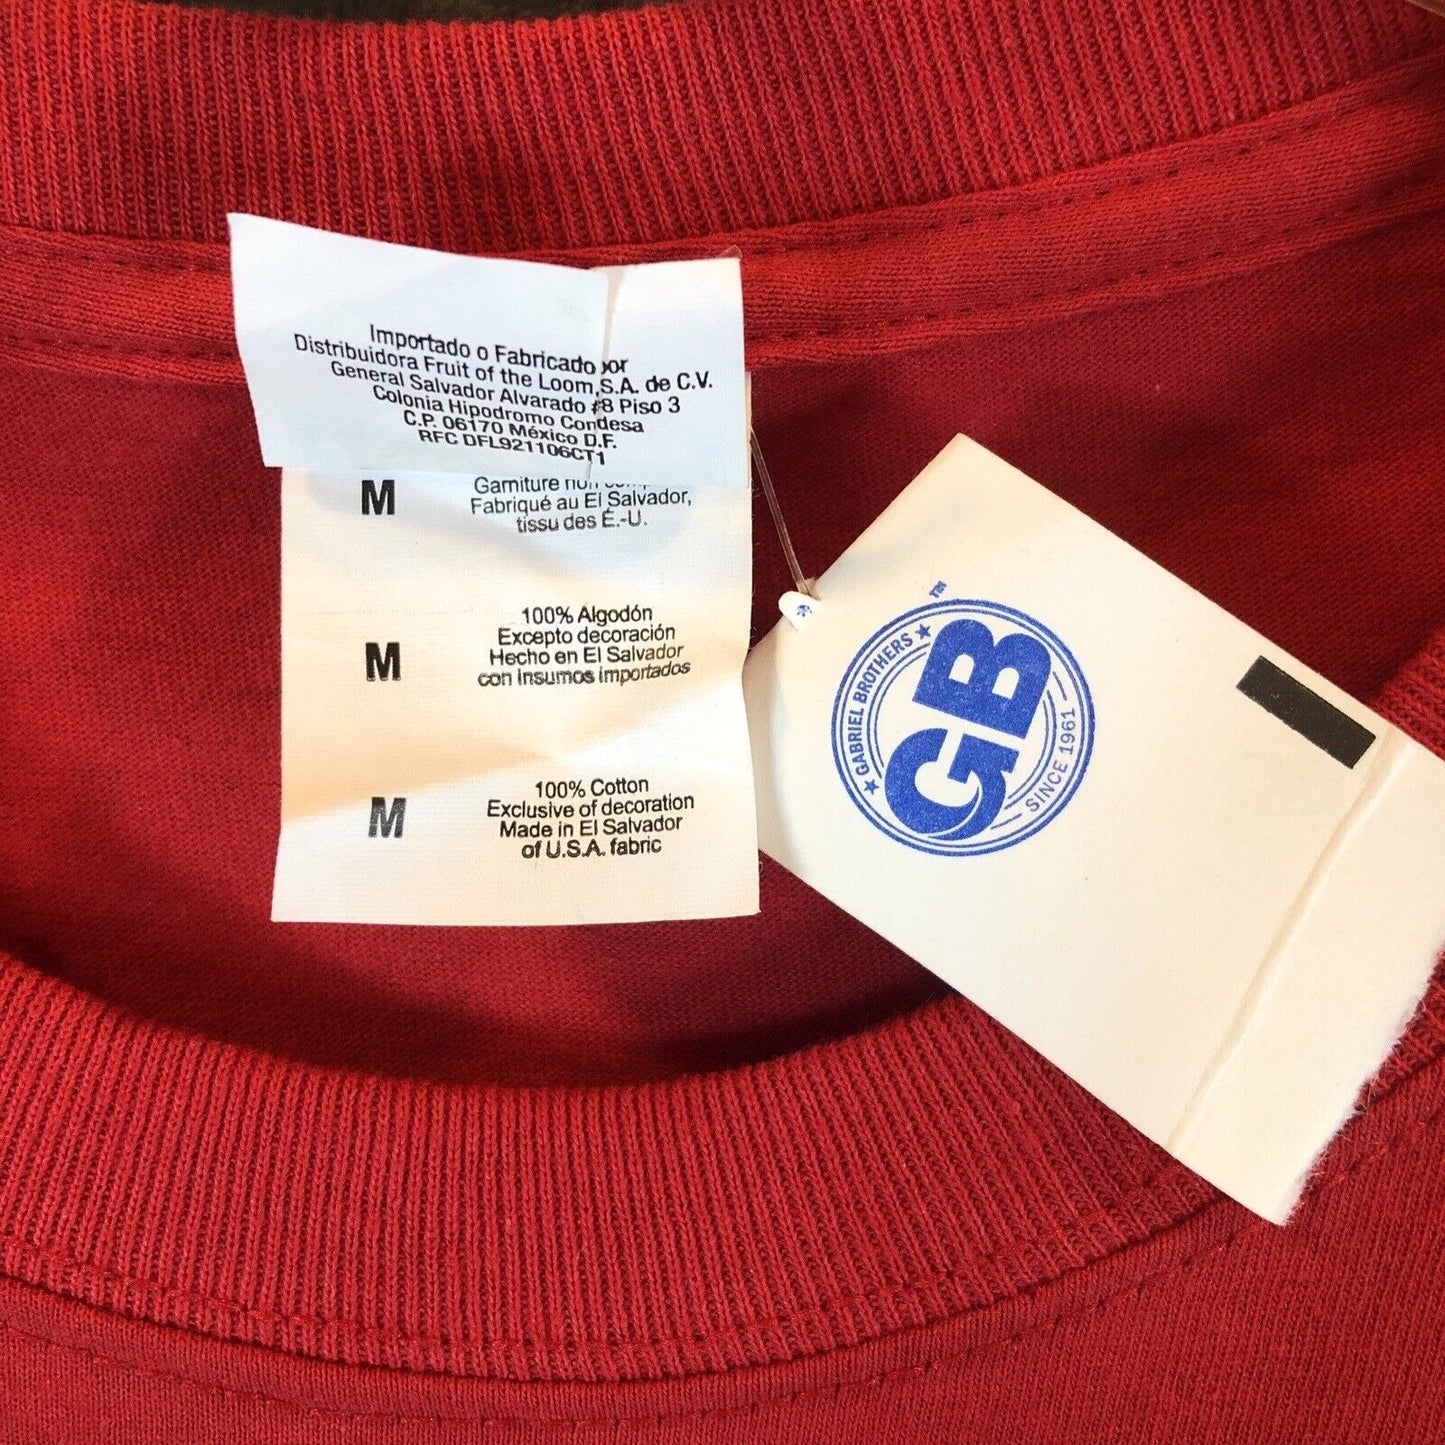 Importado o Fabricado por
Distribuidora Fruit of the Loom, S.A. de C.V.
General Salvador Alvarado #8 Piso 3
Colonia Hipodromo Condesa
C.P. 06170 México D.F.
RFC DFL921106CT1
M
Garniture non
Fabriqué au El Salvador,
tissu des É.-U.
M
100% Algodón
Excepto decoración
Hecho en El Salvador
con insumos importados
M
100% Cotton
Exclusive of decoration
Made in El Salvador
of U.S.A. fabric
★ GABRIEL BROTHERS ★
GB
SINCE 1961
TM